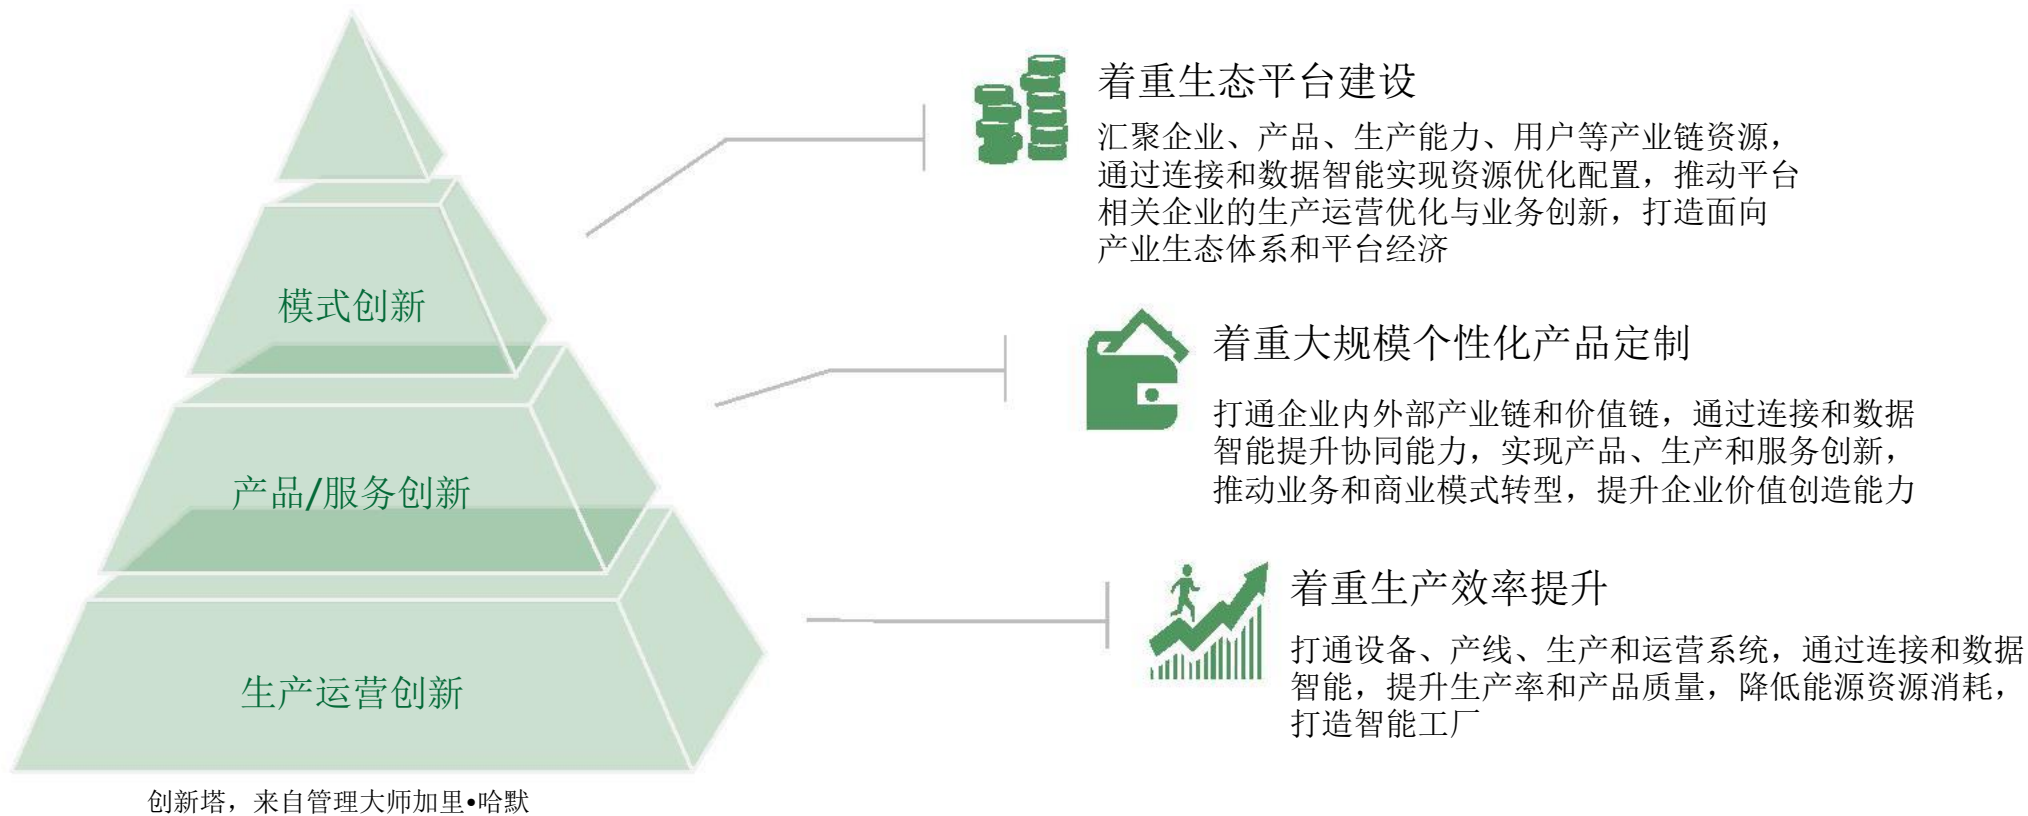 模式创新
产品/服务创新
生产运营创新
创新塔，来自管理大师加里•哈默
着重生态平台建设
汇聚企业、产品、生产能力、用户等产业链资源，
通过连接和数据智能实现资源优化配置，推动平台
相关企业的生产运营优化与业务创新，打造面向
产业生态体系和平台经济
着重大规模个性化产品定制
打通企业内外部产业链和价值链，通过连接和数据
智能提升协同能力，实现产品、生产和服务创新，
推动业务和商业模式转型，提升企业价值创造能力
着重生产效率提升
打通设备、产线、生产和运营系统，通过连接和数据
智能，提升生产率和产品质量，降低能源资源消耗，
打造智能工厂